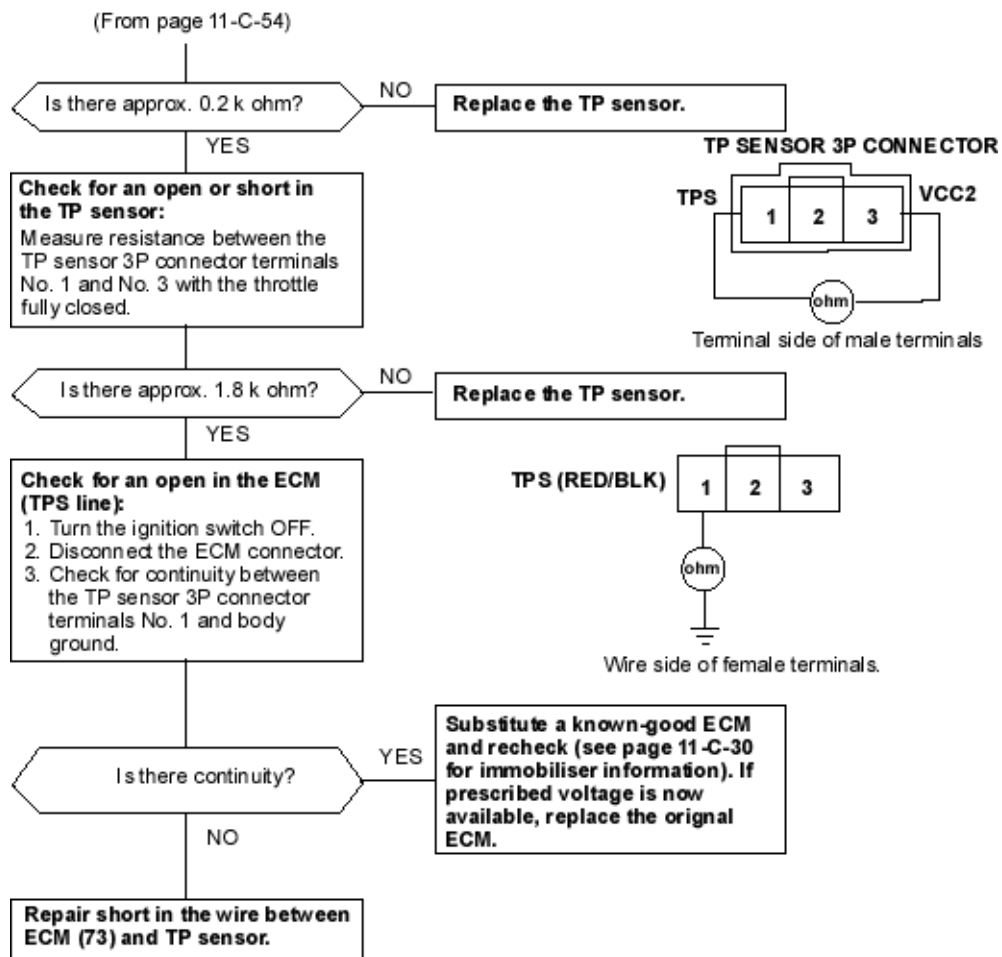 (From page 11-C-54)
Is there approx. 0.2 k ohm?
NO
Replace the TP sensor.
YES
TP SENSOR 3P CONNECTOR
TPS
VCC2
1 2 3
ohm
Terminal side of male terminals
Check for an open or short in
the TP sensor:
Measure resistance between the
TP sensor 3P connector terminals
No. 1 and No. 3 with the throttle
fully closed.
Is there approx. 1.8 k ohm?
NO
Replace the TP sensor.
YES
Check for an open in the ECM
(TPS line):
1. Turn the ignition switch OFF.
2. Disconnect the ECM connector.
3. Check for continuity between
the TP sensor 3P connector
terminals No. 1 and body
ground.
TPS (RED/BLK)
1 2 3
ohm
Wire side of female terminals.
Is there continuity?
YES
Substitute a known-good ECM
and recheck (see page 11-C-30
for immobiliser information). If
prescribed voltage is now
available, replace the orignal
ECM.
NO
Repair short in the wire between
ECM (73) and TP sensor.